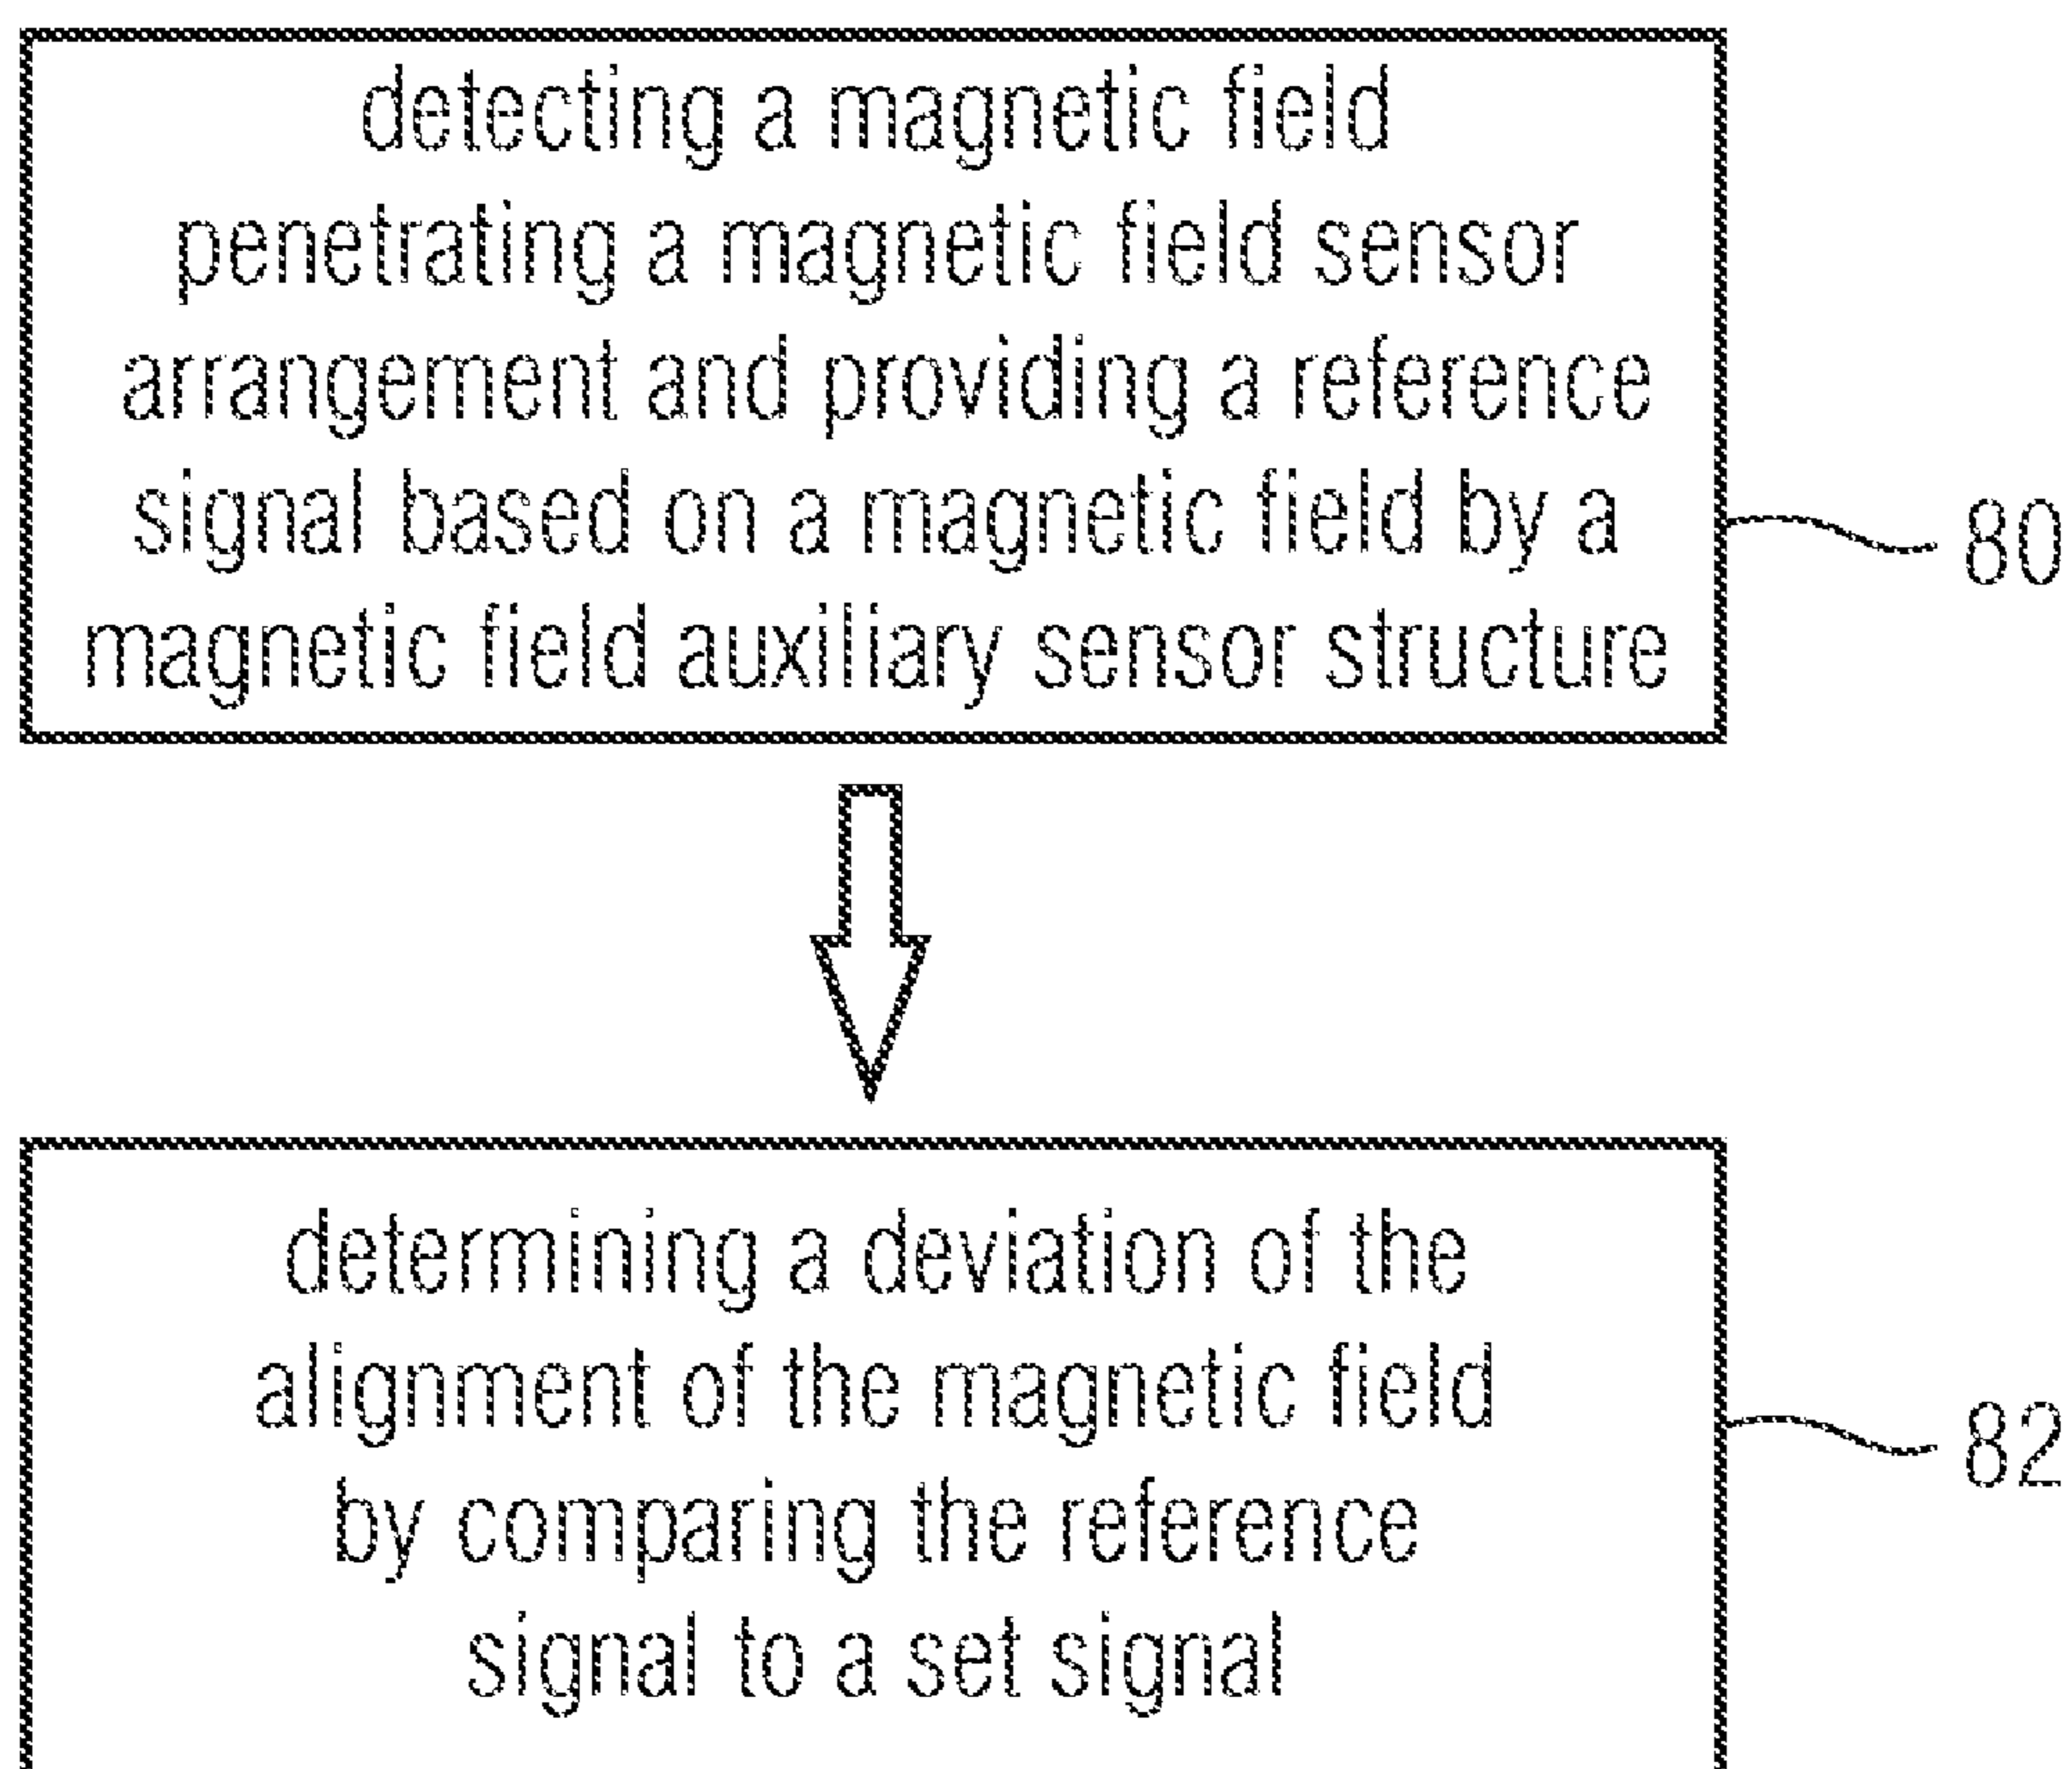 detecting a magnetic field
penetrating a magnetic field sensor
arrangement and providing a reference
signal based on a magnetic field by a
magnetic field auxiliary sensor structure
80
determining a deviation of the
alignment of the magnetic field
by comparing the reference
signal to a set signal
82